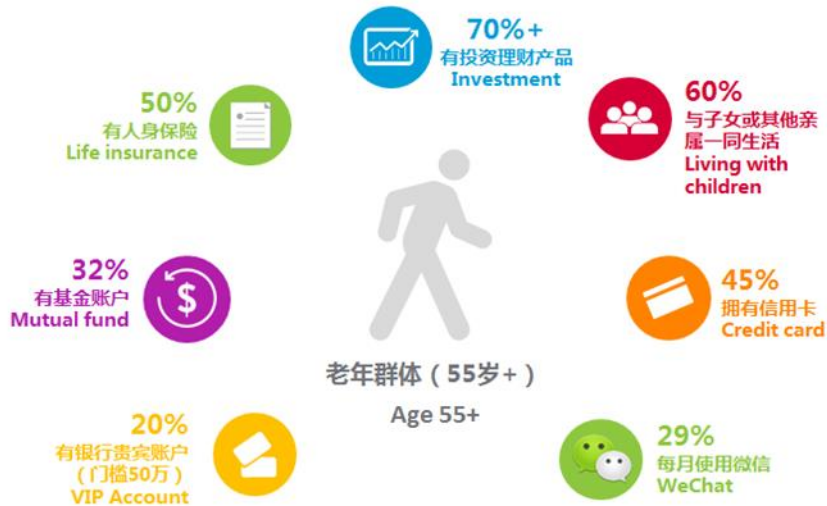 70%+
有投资理财产品
Investment
50%
有人身保险
Life insurance
60%
与子女或其他亲
属一同生活
Living with
children
32%
有基金账户
Mutual fund
$
45%
拥有信用卡
Credit card
老年群体（55岁+）
Age 55+
20%
有银行贵宾账户
（门槛50万）
VIP Account
29%
每月使用微信
WeChat